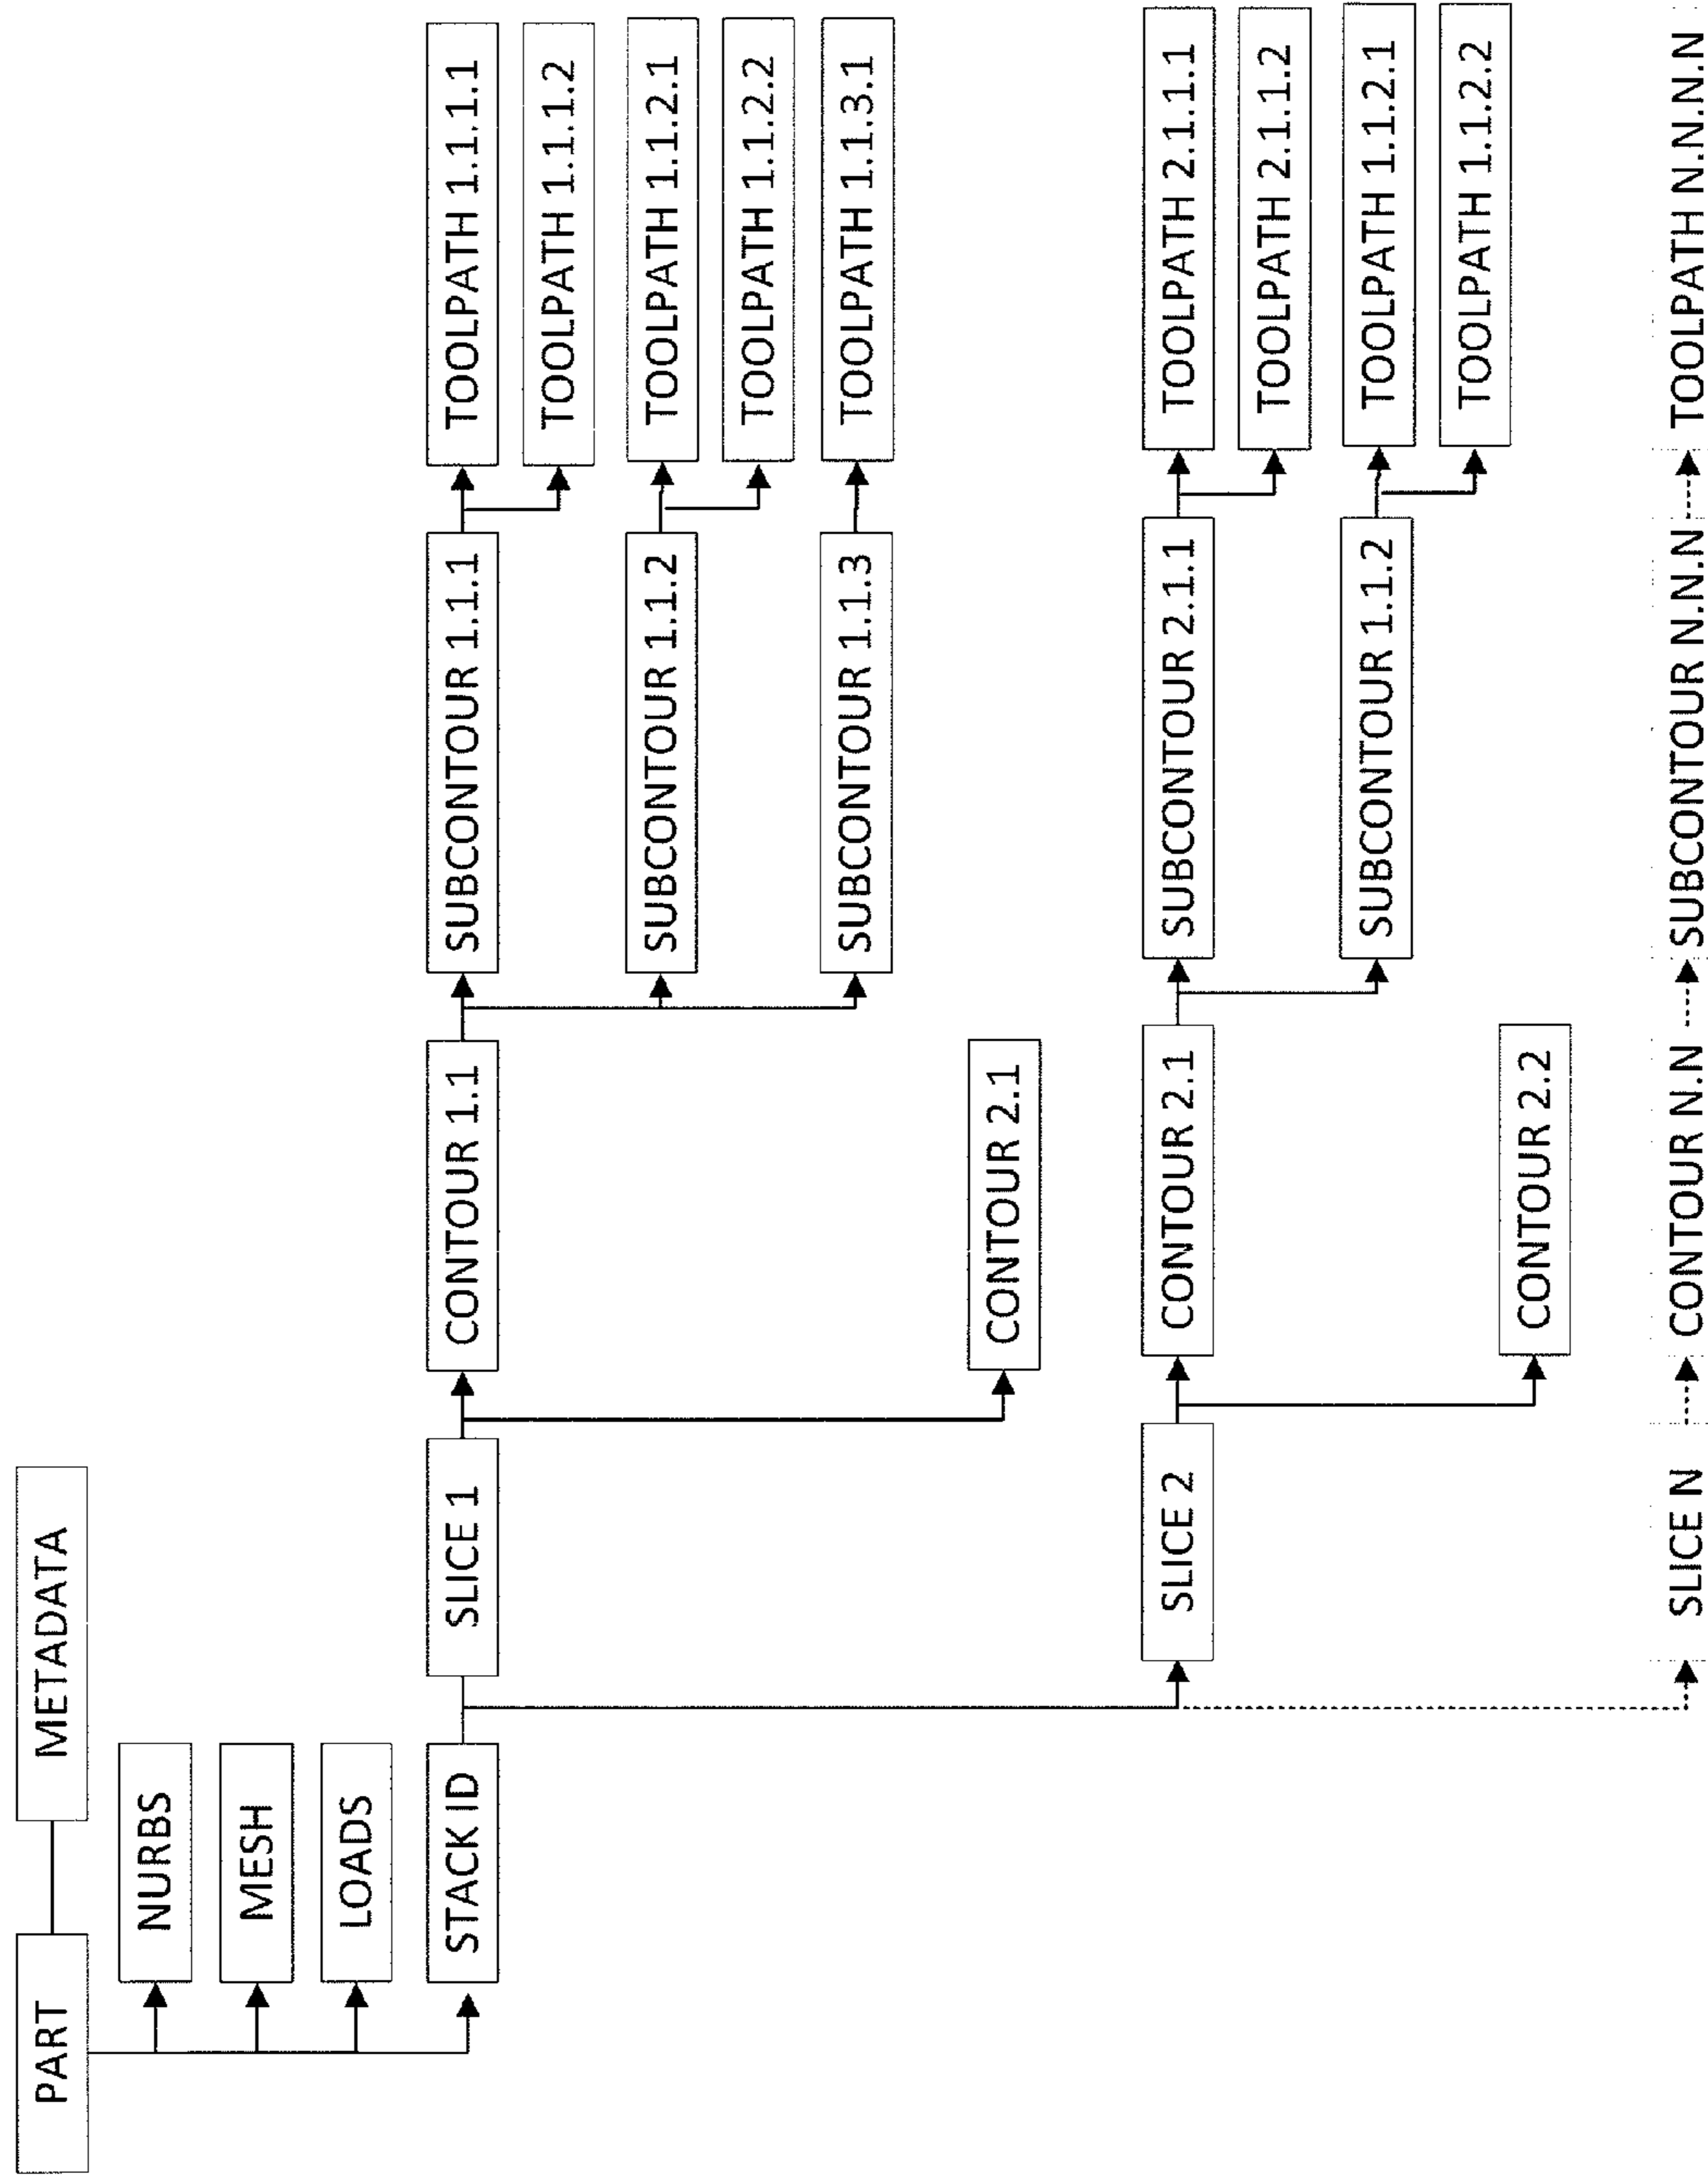 PART
METADATA
NURBS
MESH
LOADS
STACK ID
SLICE 1
CONTOUR 1.1
SUBCONTOUR 1.1.1
TOOLPATH 1.1.1.1
TOOLPATH 1.1.1.2
SUBCONTOUR 1.1.2
TOOLPATH 1.1.2.1
TOOLPATH 1.1.2.2
SUBCONTOUR 1.1.3
TOOLPATH 1.1.3.1
CONTOUR 2.1
SLICE 2
CONTOUR 2.1
SUBCONTOUR 2.1.1
TOOLPATH 2.1.1.1
TOOLPATH 2.1.1.2
SUBCONTOUR 1.1.2
TOOLPATH 1.1.2.1
TOOLPATH 1.1.2.2
CONTOUR 2.2
SLICE N
CONTOUR N.N
SUBCONTOUR N.N.N
TOOLPATH N.N.N.N